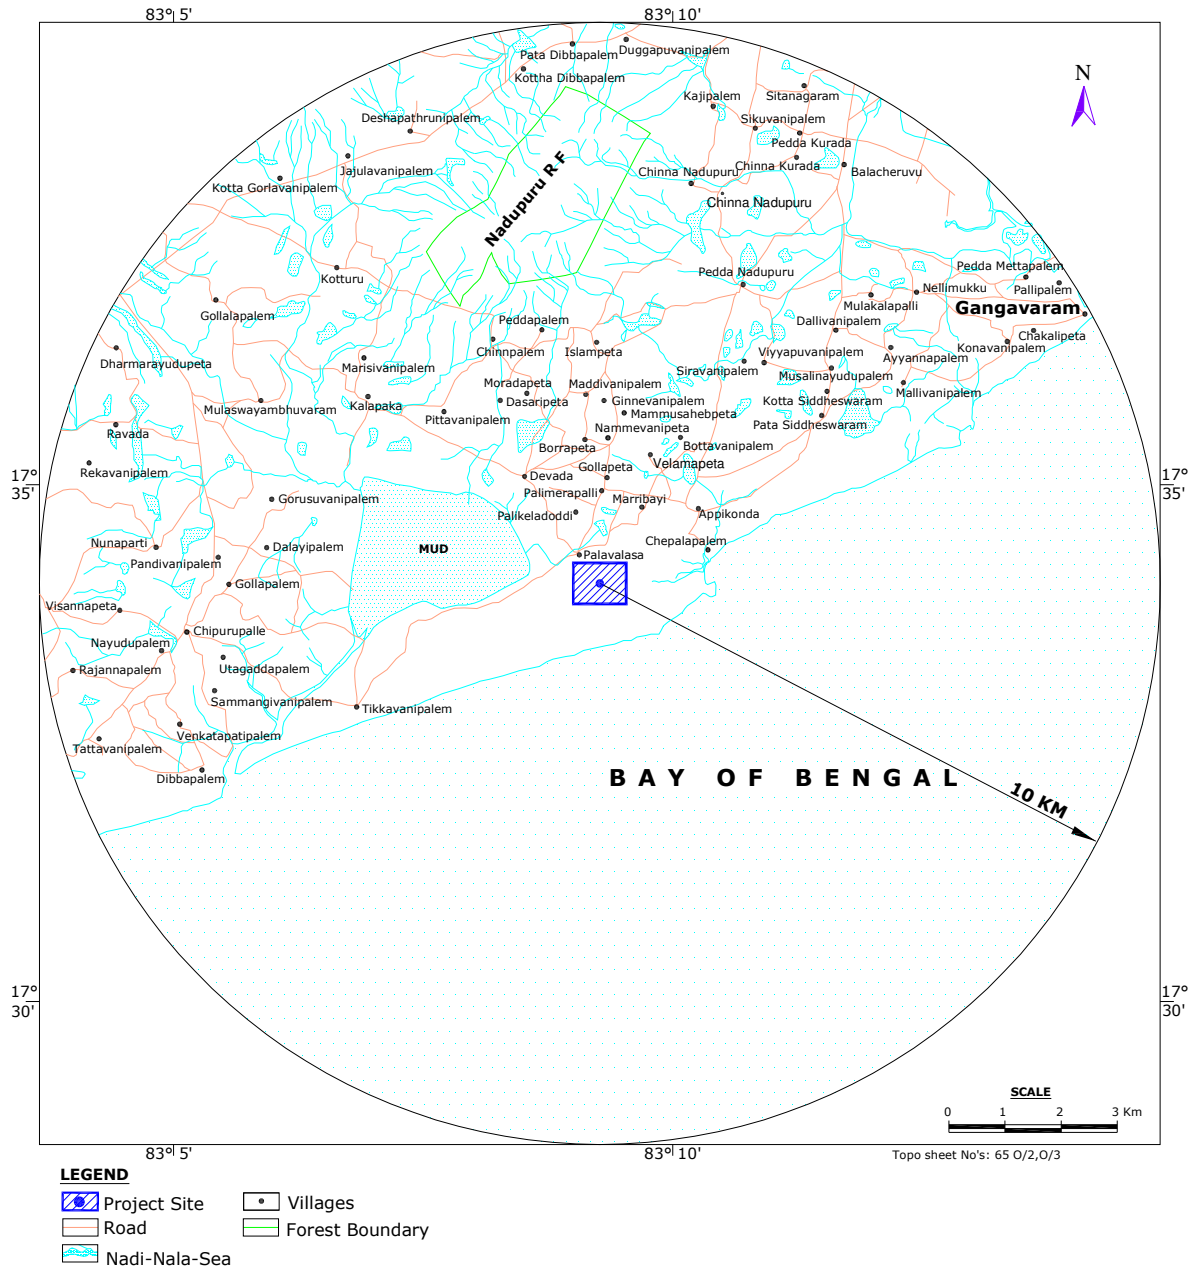 83° 5'
83° 10'
Pata Dibbapalem
Duggapuvanipalem
Kottha Dibbapalem
N
Kajipalem
Sitanagaram
Deshapathrunipalem
Sikuvanipalem
Pedda Kurada
Jajulavanipalem
Chinna Kurada
Chinna Nadupuru
Balacheruvu
Kotta Gorlavanipalem
Nadupuru R F
Chinna Nadupuru
Kotturu
Pedda Nadupuru
Pedda Mettapalem
Nellimukku
Pallipalem
Gollalapalem
Mulakalapalli
Gangavaram
Peddapalem
Dallivanipalem
Chakalipeta
Chinnpalem
Islampeta
Konavanipalem
Viyyapuvanipalem
Ayyannapalem
Dharmarayudupeta
Marisivanipalem
Siravanipalem
Musalinayudupalem
Moradapeta
Maddivanipalem
Mallivanipalem
Mulaswayambhuvaram
Kalapaka
Dasaripeta
Ginnevanipalem
Kotta Siddheswaram
Pittavanipalem
Mammusahebpeta
Pata Siddheswaram
Ravada
Nammevanipeta
Borrapeta
Bottavanipalem
Rekavanipalem
Gollapeta
Velamapeta
17°
35'
Devada
17°
35'
Gorusuvanipalem
Palimerapalli
Marribayi
Palikeladoddi
Appikonda
Nunaparti
Dalayipalem
MUD
Chepalapalem
Pandivanipalem
Palavalasa
Gollapalem
Visannapeta
Chipurupalle
Nayudupalem
Rajannapalem
Utagaddapalem
Sammangivanipalem
Tikkavanipalem
Venkatapatipalem
Tattavanipalem
Dibbapalem
BAY OF BENGAL
10 KM
17°
30'
17°
30'
SCALE
0 1 2 3 Km
83° 5'
83° 10'
Topo sheet No's: 65 O/2,O/3
LEGEND
Project Site
Villages
Road
Forest Boundary
Nadi-Nala-Sea